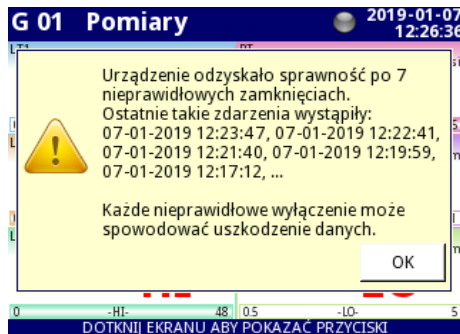 G 01 Pomiary
2019-01-07
12:26:36
Urządzenie odzyskało sprawność po 7
nieprawidłowych zamknięciach.
Ostatnie takie zdarzenia wystąpiły:
07-01-2019 12:23:47, 07-01-2019 12:22:41,
07-01-2019 12:21:40, 07-01-2019 12:19:59,
07-01-2019 12:17:12, ...
Każde nieprawidłowe wyłączenie może
spowodować uszkodzenie danych.
OK
0 -HI- 48 0.5 -LO- 5
DOTKNIJ EKRANU ABY POKAZAĆ PRZYCISKI